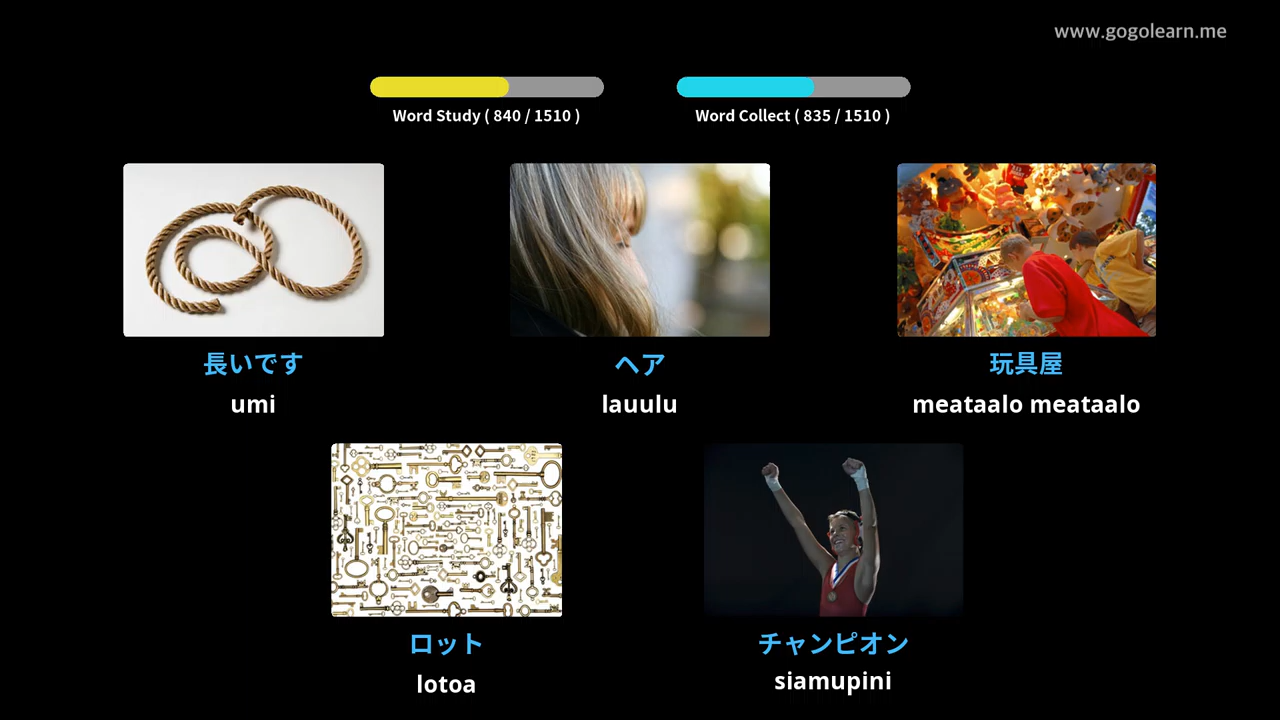 www.gogolearn.me
Word Study ( 840 / 1510 )
Word Collect ( 835 / 1510 )
長いです
umi
ヘア
lauulu
玩具屋
meataalo meataalo
ロット
lotoa
チャンピオン
siamupini